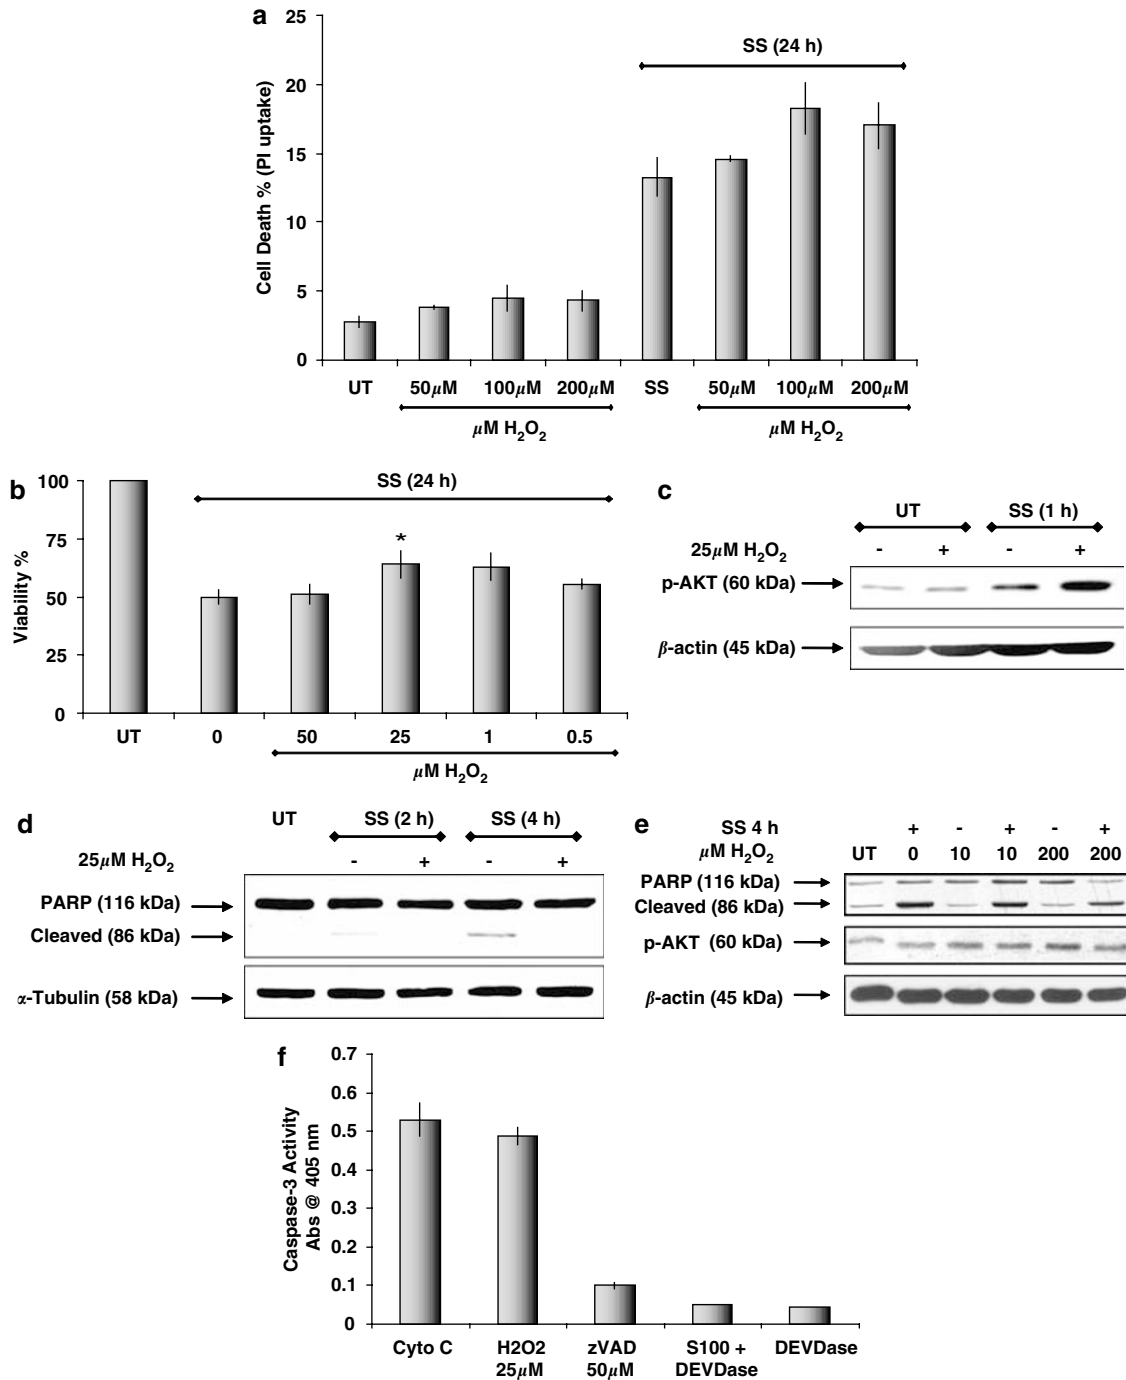 a
25
20
15
10
5
0
Cell Death % (PI uptake)
SS (24 h)
UT 50μM 100μM 200μM SS 50μM 100μM 200μM
μM H2O2 μM H2O2
b
100
75
50
25
0
Viability %
SS (24 h)
*
UT 0 50 25 1 0.5
μM H2O2
c
UT SS (1 h)
25μM H2O2 - + - +
p-AKT (60 kDa)
β-actin (45 kDa)
d
UT SS (2 h) SS (4 h)
25μM H2O2 - + - +
PARP (116 kDa)
Cleaved (86 kDa)
α-Tubulin (58 kDa)
e
SS 4 h + - + - +
μM H2O2 UT 0 10 10 200 200
PARP (116 kDa)
Cleaved (86 kDa)
p-AKT (60 kDa)
β-actin (45 kDa)
f
0.7
0.6
0.5
0.4
0.3
0.2
0.1
0
Caspase-3 Activity
Abs @ 405 nm
Cyto C H2O2 zVAD S100 + DEVDase
25μM 50μM DEVDase